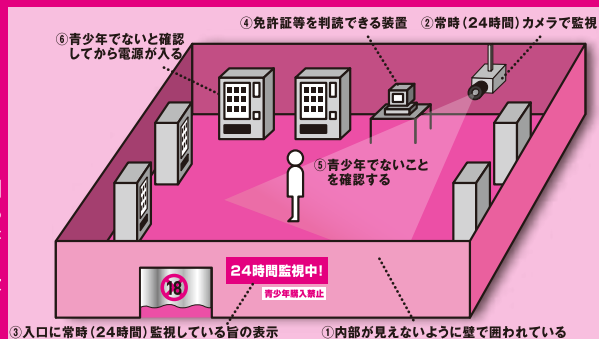 ④免許証等を判読できる装置
②常時（24時間）カメラで監視
⑥青少年でないと確認
してから電源が入る
⑤青少年でないこと
を確認する
18
24時間監視中!
青少年購入禁止
③入口に常時（24時間）監視している旨の表示
①内部が見えないように壁で囲われている